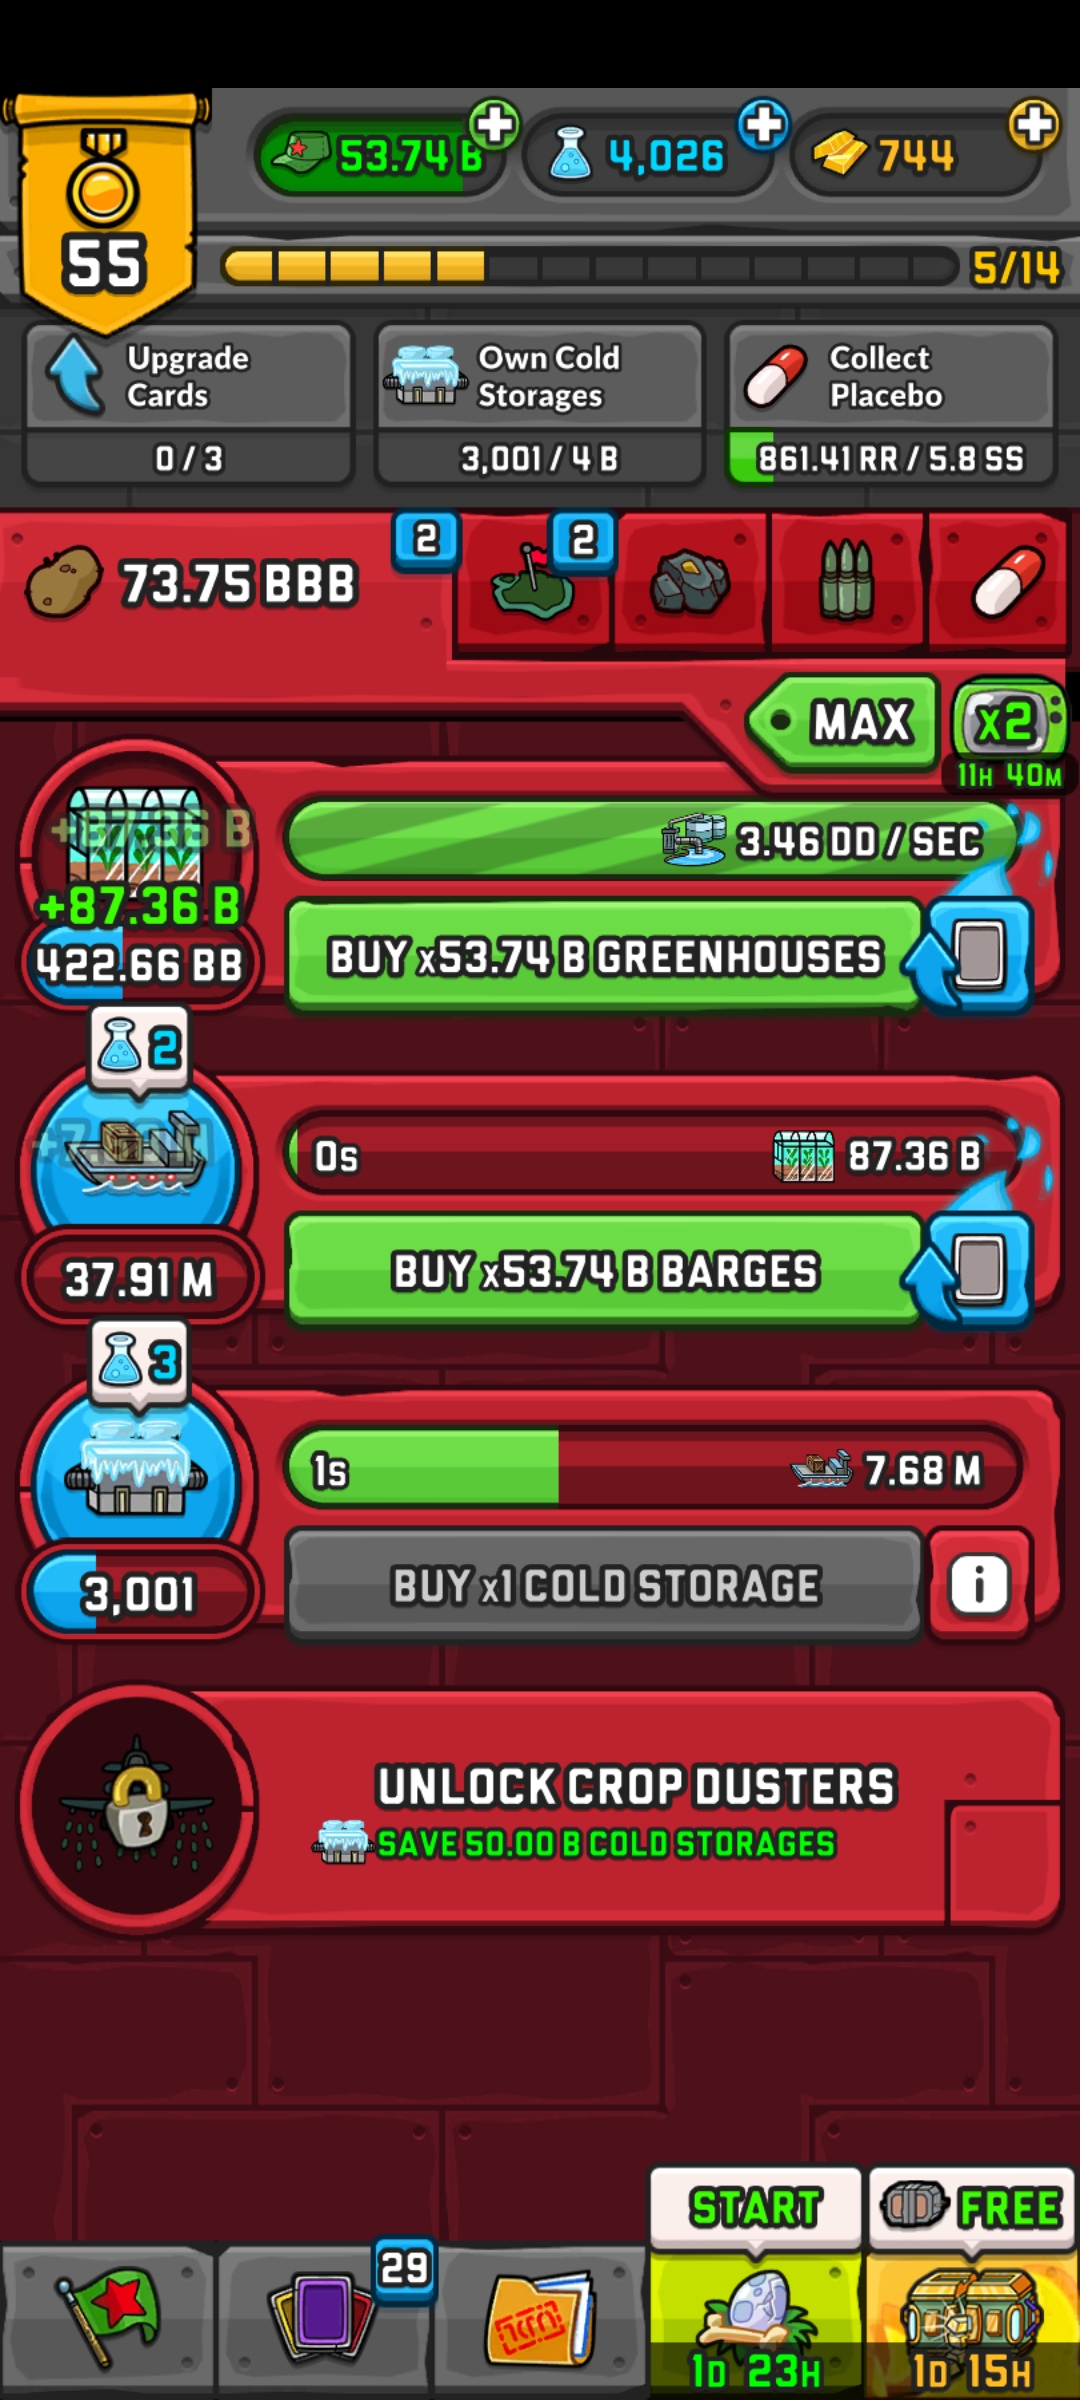 53.74 B
4,026
744
55
5/14
Upgrade
Cards
0 / 3
Own Cold
Storages
3,001 / 4 B
Collect
Placebo
861.41 RR / 5.8 SS
73.75 BBB
2
2
MAX
x2
11H 40M
+87.36 B
+87.36 B
422.66 BB
3.46 DD / SEC
BUY x53.74 B GREENHOUSES
2
37.91 M
0s
87.36 B
BUY x53.74 B BARGES
3
3,001
1s
7.68 M
BUY x1 COLD STORAGE
i
UNLOCK CROP DUSTERS
SAVE 50.00 B COLD STORAGES
29
START
1D 23H
FREE
1D 15H